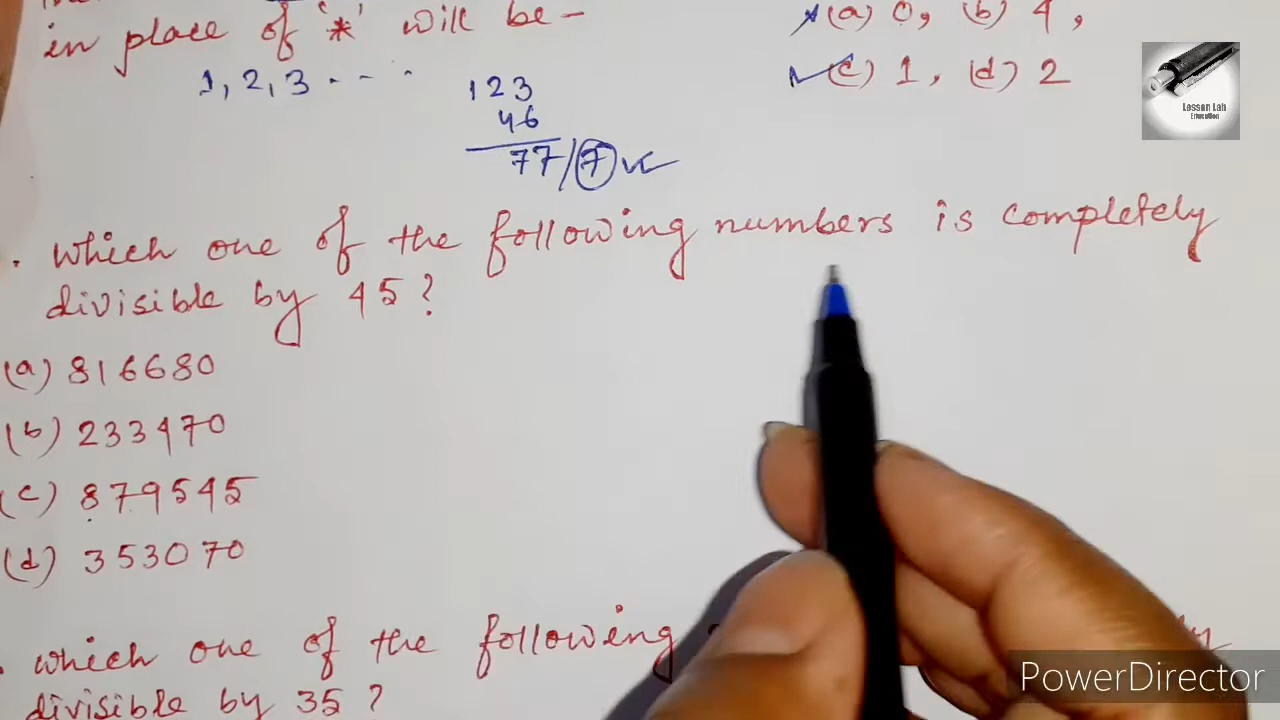 in place of '*' will be-
(a) 0, (b) 4,
(c) 1, (d) 2
1, 2, 3 - - -
123
46
77/7
Lesson Lab
Education
. Which one of the following numbers is completely
divisible by 45?
(a) 816680
(b) 233470
(c) 879545
(d) 353070
. which one of the following by
divisible by 35?
PowerDirector